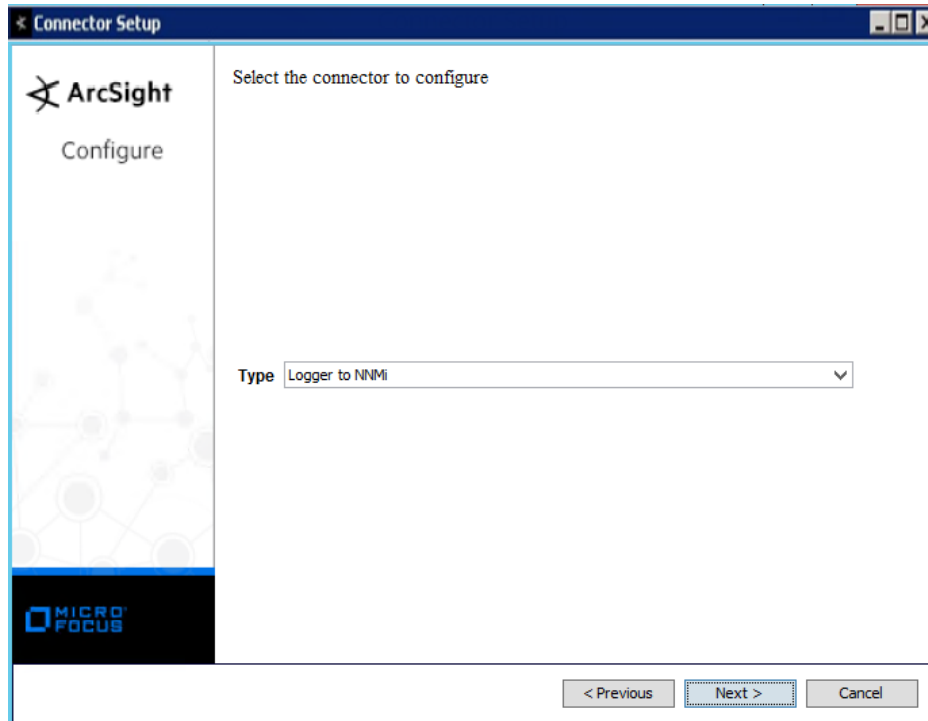 Connector Setup
ArcSight
Configure
Select the connector to configure
Type Logger to NNMi
MICRO
FOCUS
< Previous Next > Cancel